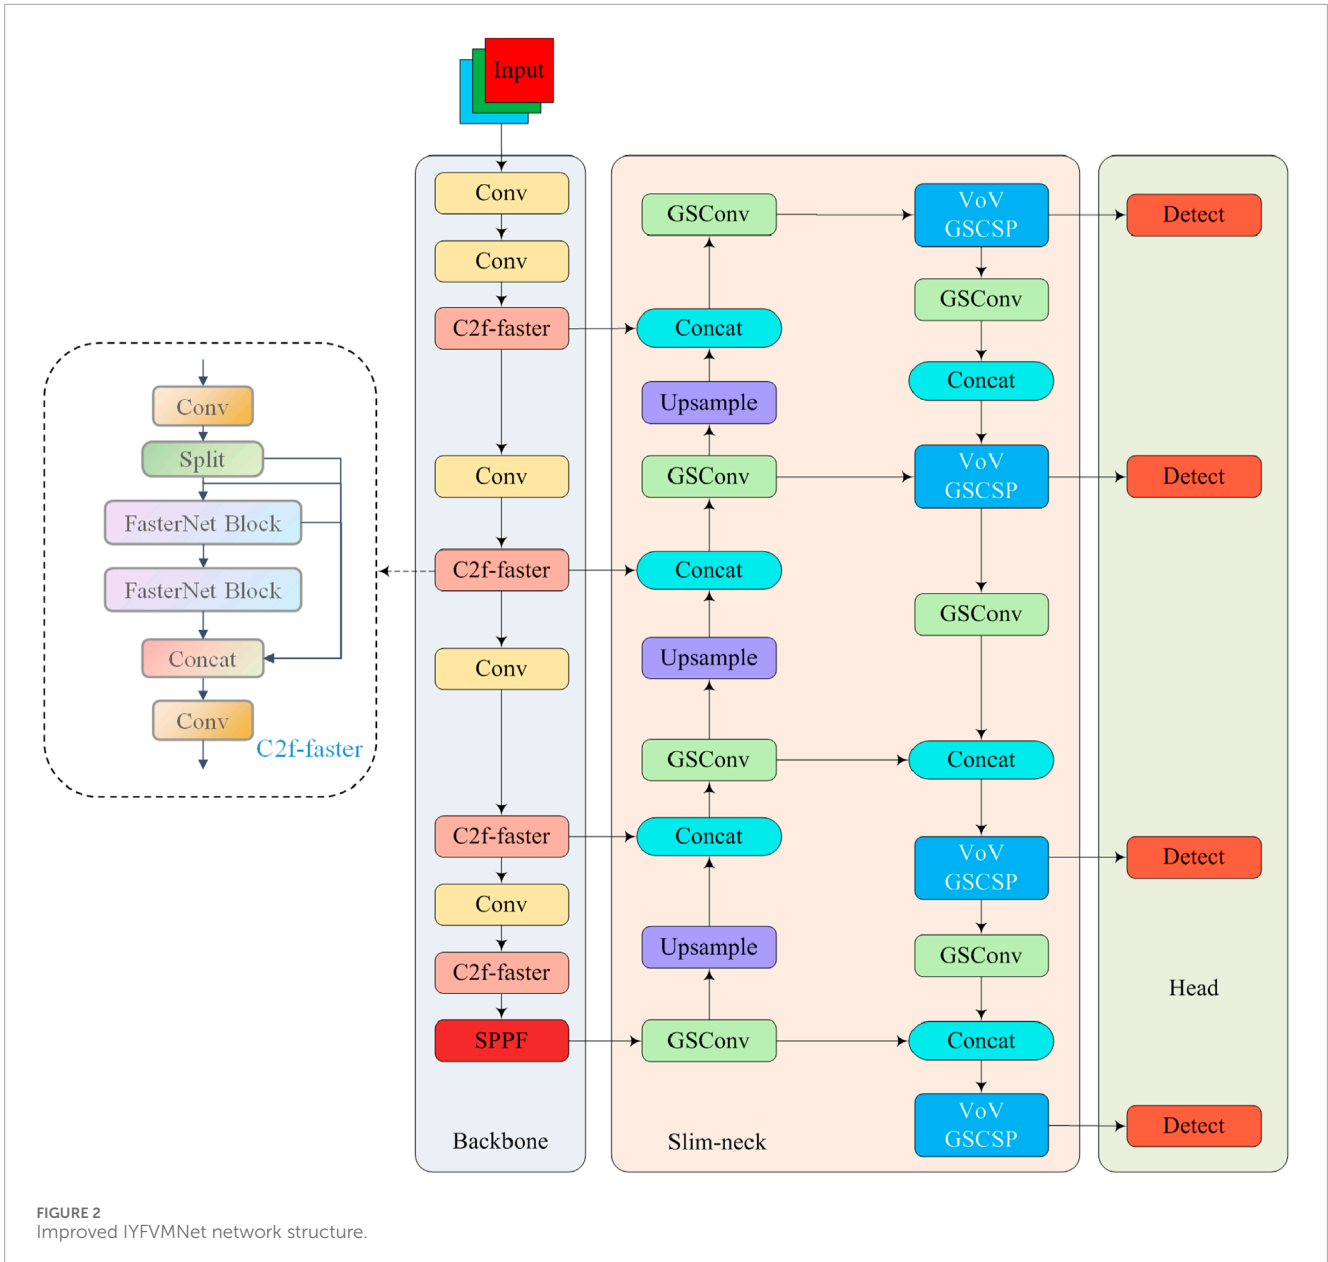 Input
Conv
Conv
C2f-faster
Conv
C2f-faster
Conv
C2f-faster
Conv
C2f-faster
SPPF
Backbone
Conv
Split
FasterNet Block
FasterNet Block
Concat
Conv
C2f-faster
GSConv
Concat
Upsample
GSConv
Concat
Upsample
GSConv
Concat
Upsample
GSConv
Slim-neck
VoV
GSCSP
GSConv
Concat
VoV
GSCSP
GSConv
Concat
VoV
GSCSP
GSConv
Concat
VoV
GSCSP
Detect
Detect
Detect
Head
Detect
FIGURE 2
Improved IYFVMNet network structure.